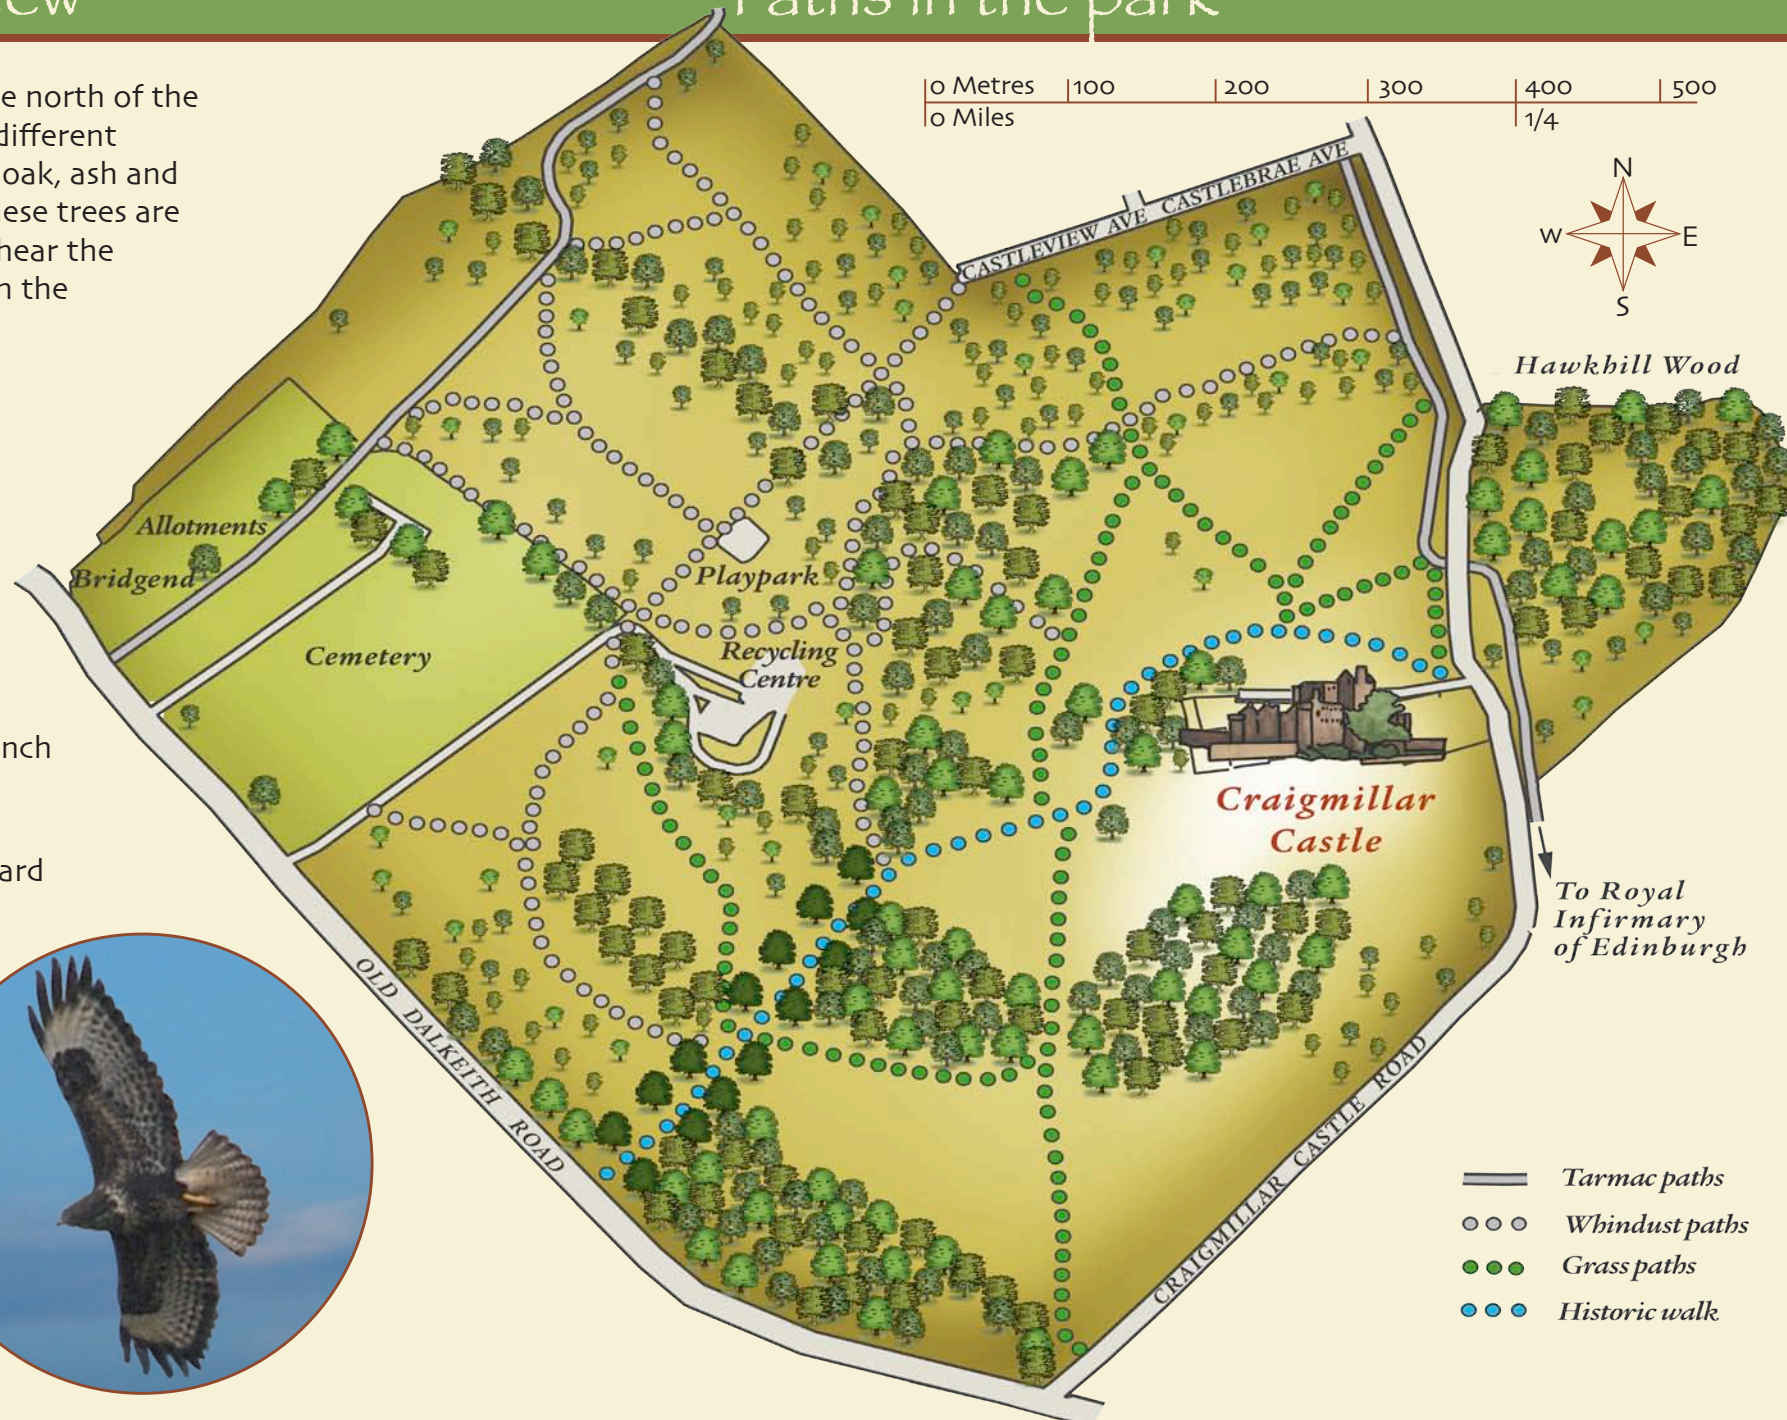 Paths in the park
e north of the
different
oak, ash and
hese trees are
hear the
n the
nch
ard
0 Metres 100 200 300 400 500
0 Miles 1/4
N
W E
S
CASTLEVIEW AVE CASTLEBRAE AVE
Hawkhill Wood
Allotments
Bridgend
Playpark
Cemetery
Recycling
Centre
Craigmillar
Castle
To Royal
Infirmary
of Edinburgh
OLD DALKEITH ROAD
CRAIGMILLAR CASTLE ROAD
Tarmac paths
Whindust paths
Grass paths
Historic walk